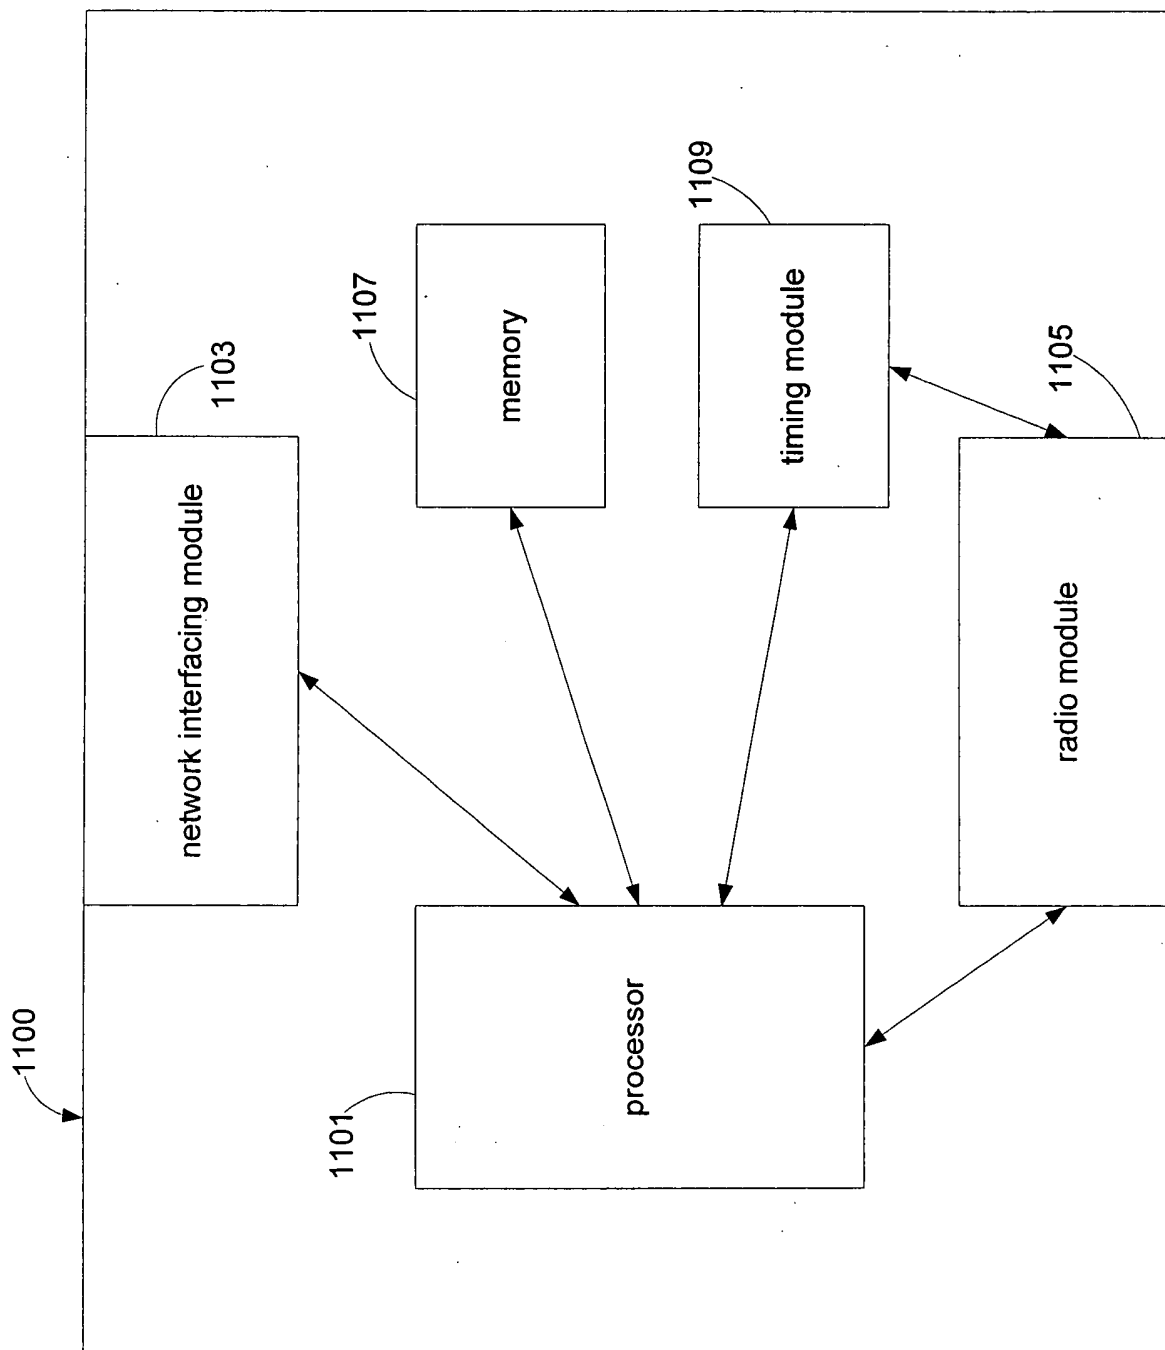 1100
1101
processor
network interfacing module
1103
1107
memory
1109
timing module
radio module
1105